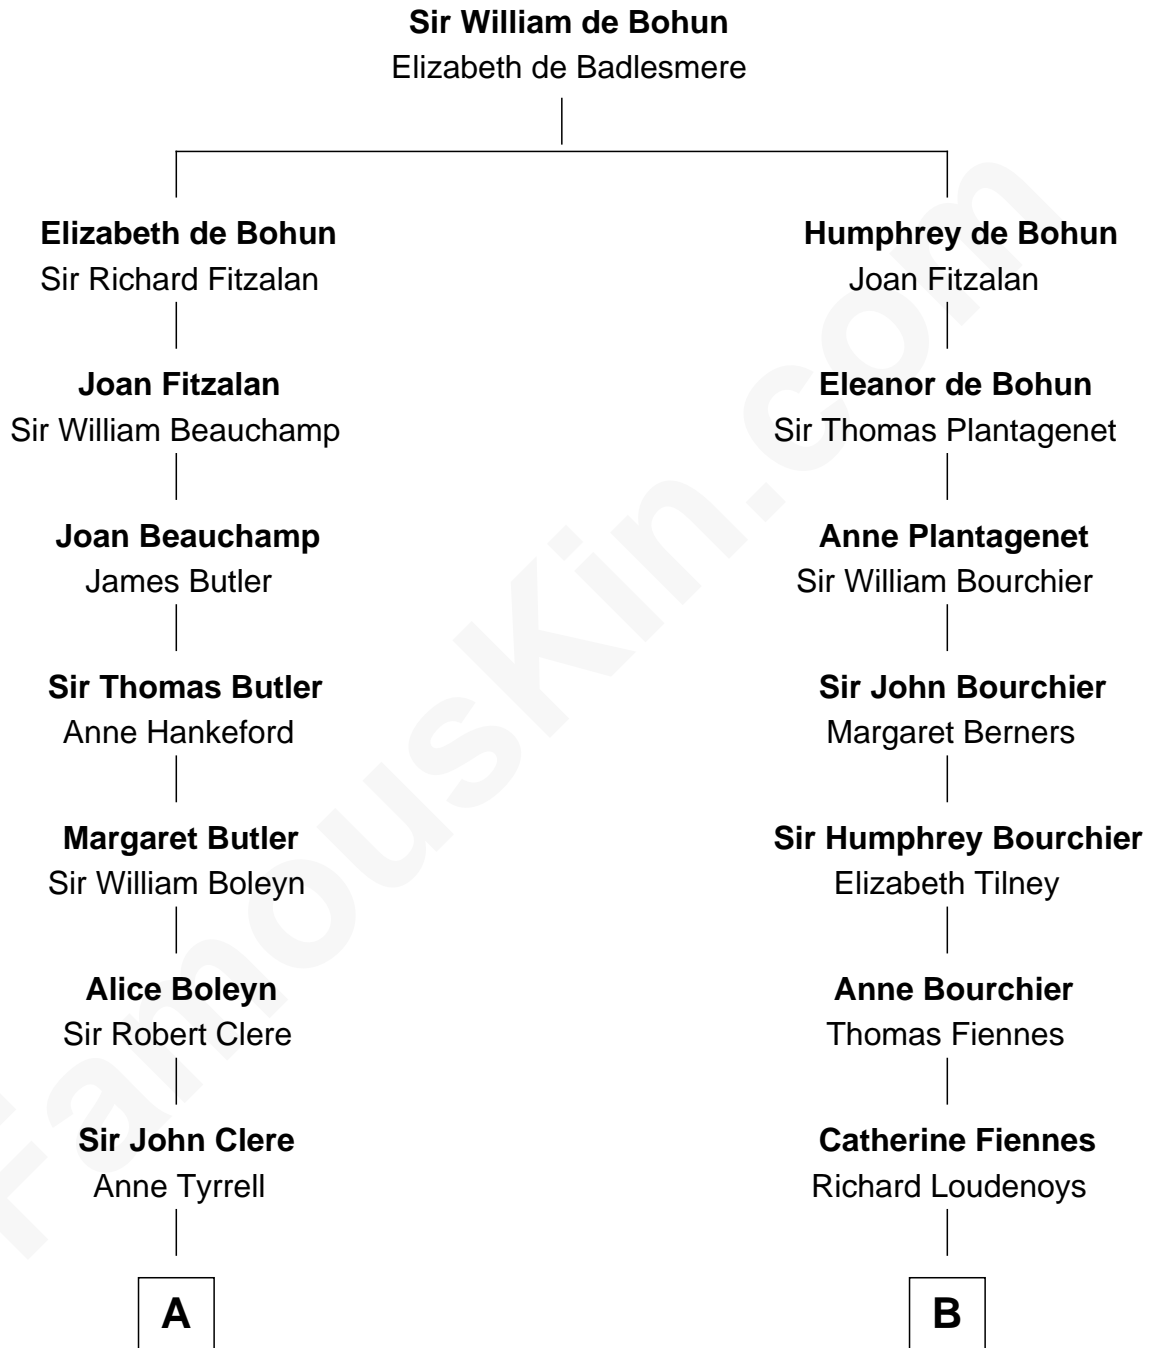 Sir William de Bohun
Elizabeth de Badlesmere
Elizabeth de Bohun
Sir Richard Fitzalan
Humphrey de Bohun
Joan Fitzalan
Joan Fitzalan
Sir William Beauchamp
Eleanor de Bohun
Sir Thomas Plantagenet
Joan Beauchamp
James Butler
Anne Plantagenet
Sir William Bourchier
Sir Thomas Butler
Anne Hankeford
Sir John Bourchier
Margaret Berners
Margaret Butler
Sir William Boleyn
Sir Humphrey Bourchier
Elizabeth Tilney
Alice Boleyn
Sir Robert Clere
Anne Bourchier
Thomas Fiennes
Sir John Clere
Anne Tyrrell
Catherine Fiennes
Richard Loudenoys
A
B
FamousKin.com